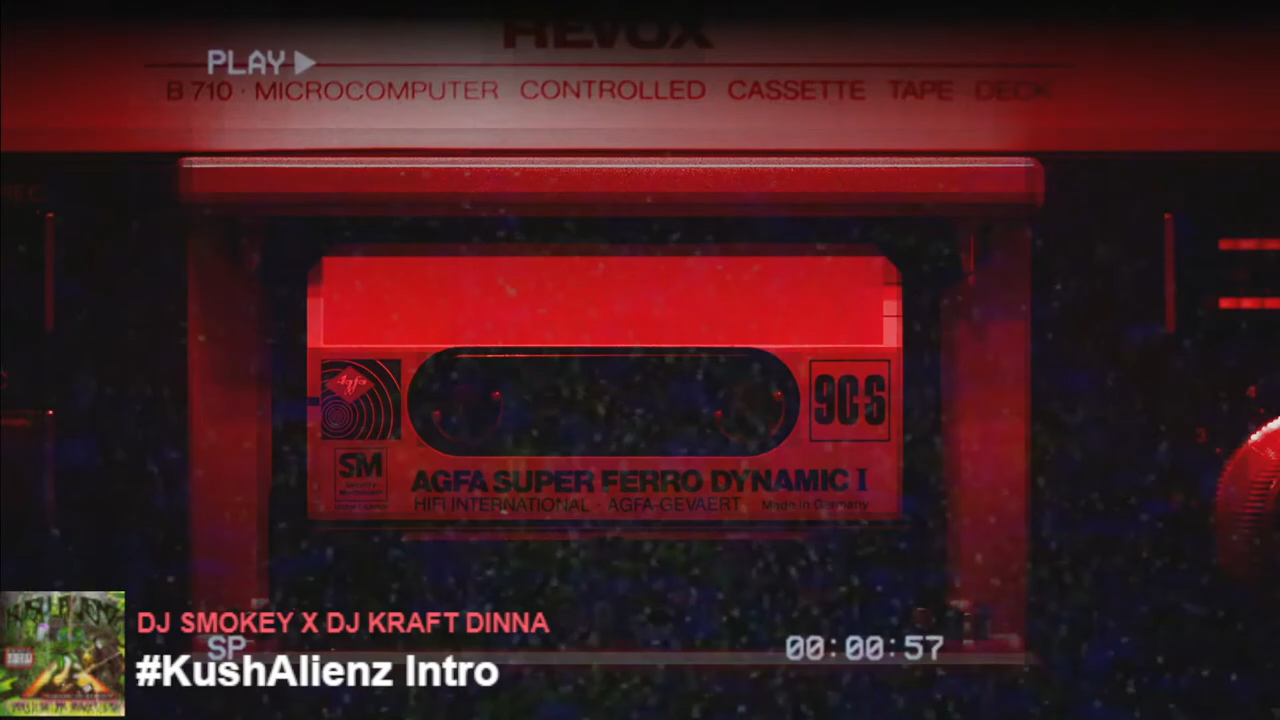 REVOX
PLAY
B 710 · MICROCOMPUTER CONTROLLED CASSETTE TAPE DECK
Agfa
90+6
SM
AGFA SUPER FERRO DYNAMIC I
HIFI INTERNATIONAL · AGFA-GEVAERT Made in Germany
DJ SMOKEY X DJ KRAFT DINNA
SP
00:00:57
#KushAlienz Intro